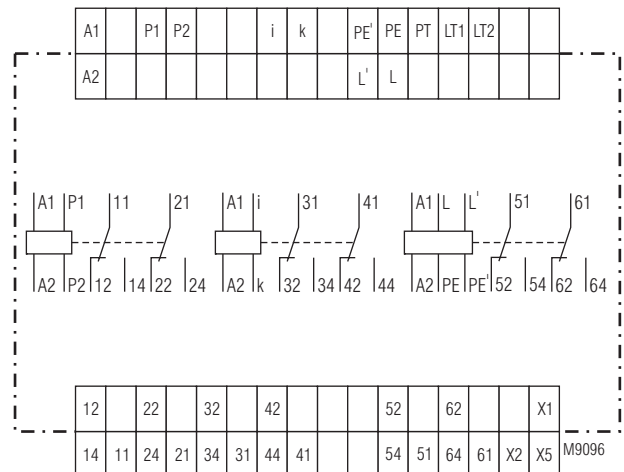 A1 P1 P2 i k PE' PE PT LT1 LT2
A2 L' L
A1 P1 11 21 A1 i 31 41 A1 L L' 51 61
A2 P2 12 14 22 24 A2 k 32 34 42 44 A2 PE PE' 52 54 62 64
12 22 32 42 52 62 X1
14 11 24 21 34 31 44 41 54 51 64 61 X2 X5 M9096